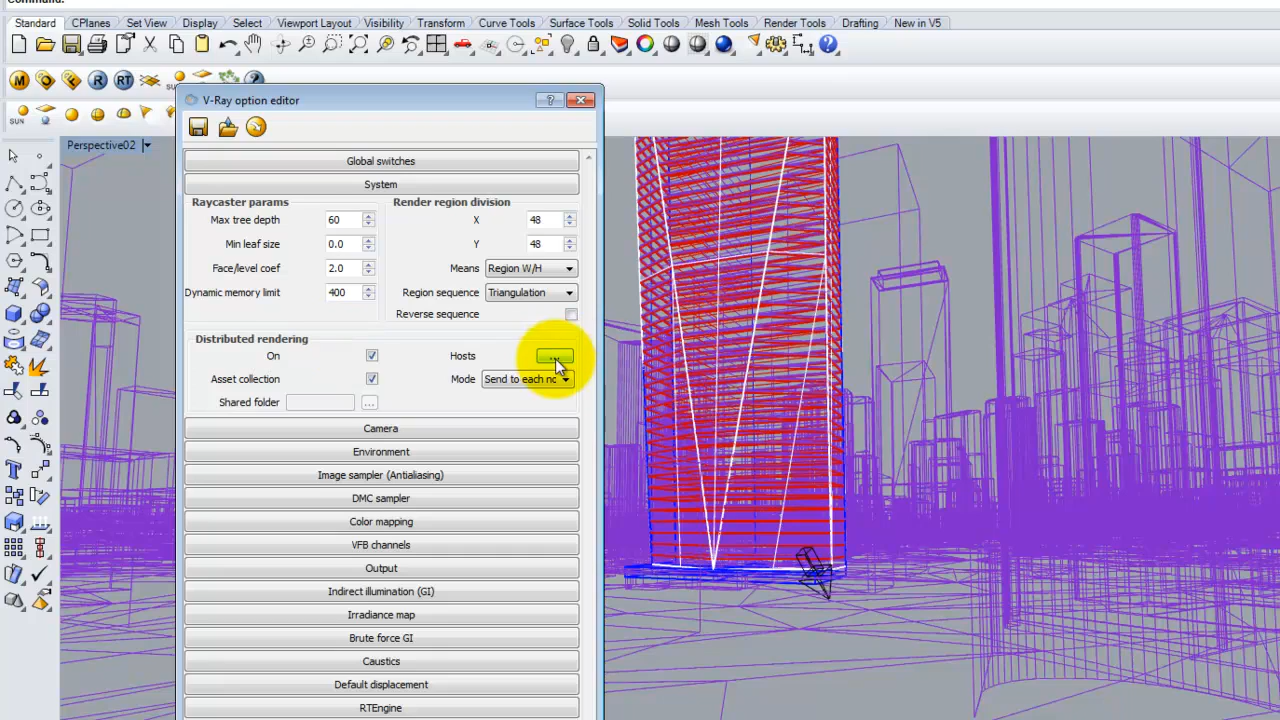 Command:
Standard CPlanes Set View Display Select Viewport Layout Visibility Transform Curve Tools Surface Tools Solid Tools Mesh Tools Render Tools Drafting New in V5
M R RT SUN
V-Ray option editor ?
SUN
Perspective02
Global switches
System
Raycaster params Render region division
Max tree depth 60 X 48
Min leaf size 0.0 Y 48
Face/level coef 2.0 Means Region W/H
Dynamic memory limit 400 Region sequence Triangulation
Reverse sequence
Distributed rendering
On Hosts ...
Asset collection Mode Send to each no
Shared folder ...
Camera
Environment
Image sampler (Antialiasing)
DMC sampler
Color mapping
VFB channels
Output
Indirect illumination (GI)
Irradiance map
Brute force GI
Caustics
Default displacement
RTEngine